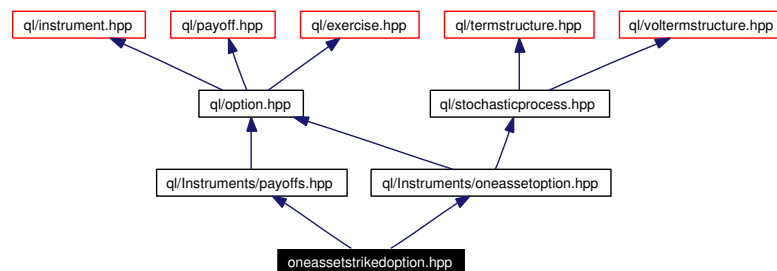 ql/instrument.hpp
ql/payoff.hpp
ql/exercise.hpp
ql/termstructure.hpp
ql/voltermstructure.hpp
ql/option.hpp
ql/stochasticprocess.hpp
ql/Instruments/payoffs.hpp
ql/Instruments/oneassetoption.hpp
oneassetstrikedoption.hpp